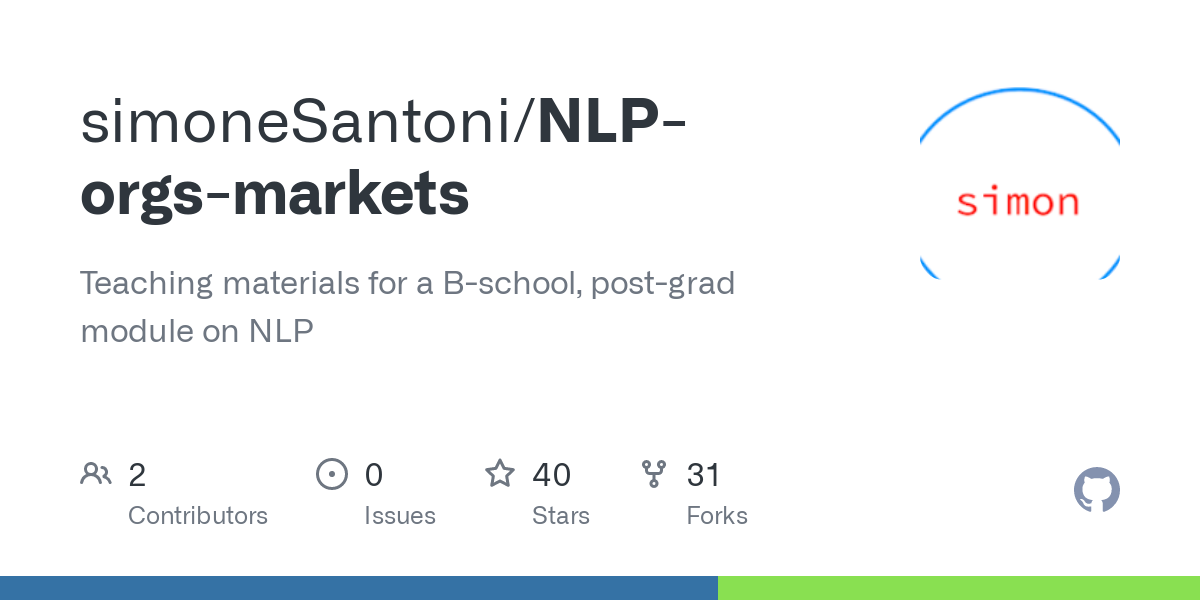 simoneSantoni/NLP-
orgs-markets
simon
Teaching materials for a B-school, post-grad
module on NLP
2
Contributors
0
Issues
40
Stars
31
Forks